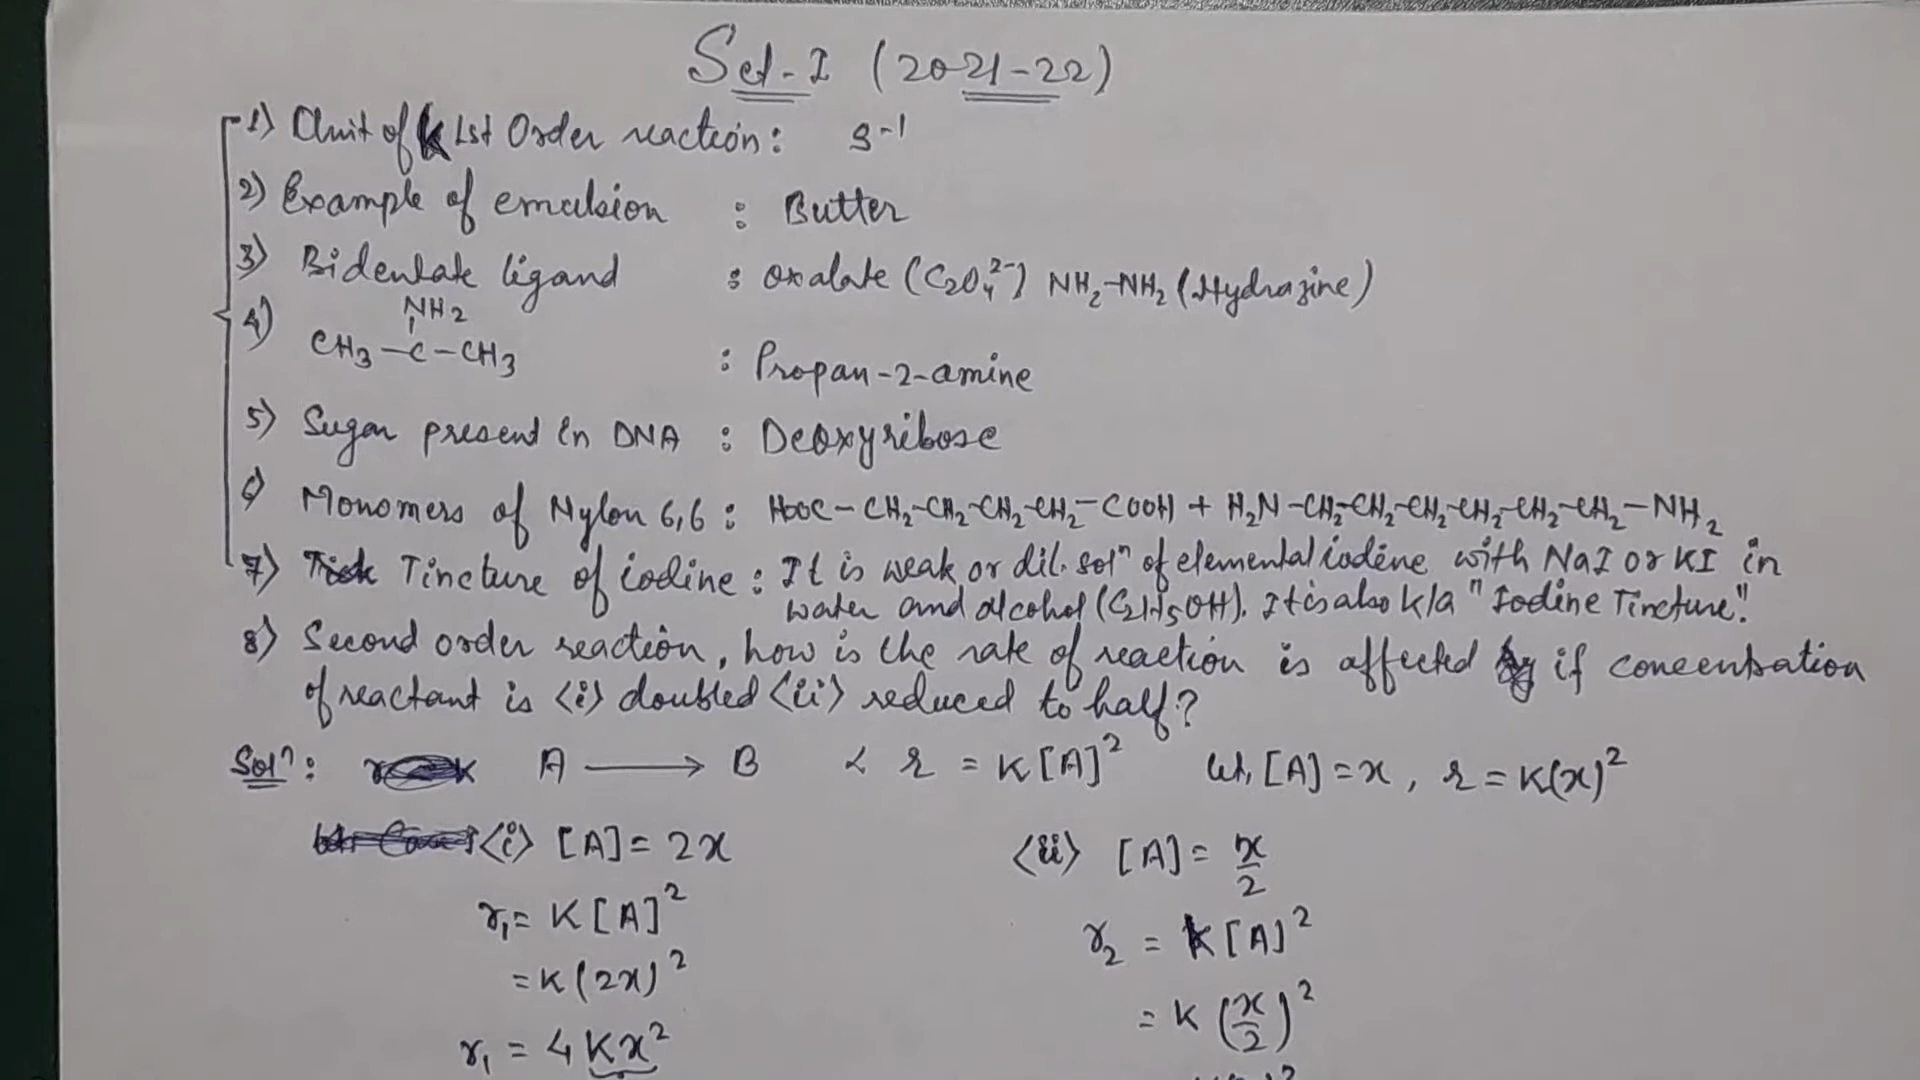 Set-I (2021-22)
1) Unit of k 1st Order reaction: S-1
2) Example of emulsion : Butter
3) Bidentate ligand : oxalate (C2O4 2-) NH2-NH2 (Hydrazine)
NH2
4) CH3-C-CH3 : Propan-2-amine
5) Sugar present in DNA : Deoxyribose
6) Monomers of Nylon 6,6 : HOOC-CH2-CH2-CH2-CH2-COOH + H2N-CH2-CH2-CH2-CH2-CH2-CH2-NH2
7) Tincture of iodine : It is weak or dil. solⁿ of elemental iodine with NaI or KI in
water and alcohol (C2H5OH). It is also k/a "Iodine Tincture".
8) Second order reaction, how is the rate of reaction is affected if concentration
of reactant is <i> doubled <ii> reduced to half?
Solⁿ: A → B r = K[A]² let, [A] = x, r = K(x)²
<i> [A] = 2x <ii> [A] = x/2
r₁ = K[A]² r₂ = k[A]²
= K(2x)² = K(x/2)²
r₁ = 4Kx²